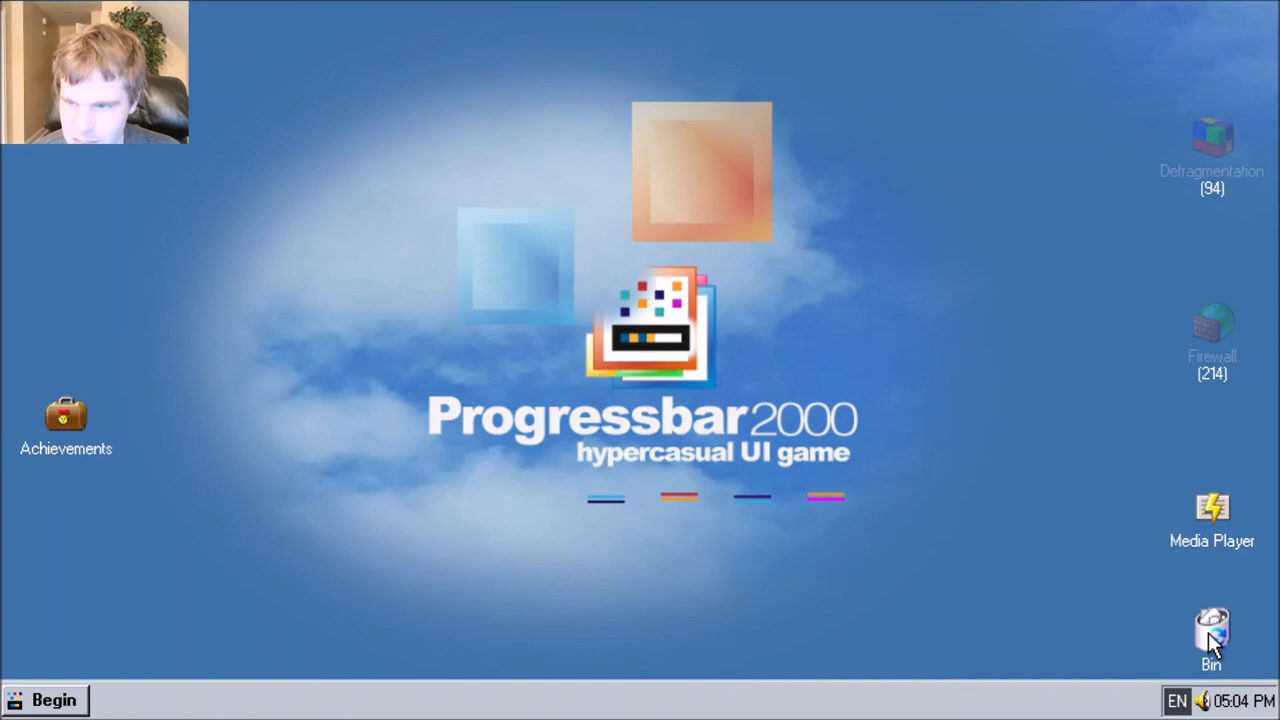 Defragmentation
(94)
Firewall
(214)
Progressbar2000
hypercasual UI game
Achievements
Media Player
Bin
Begin
EN
05:04 PM